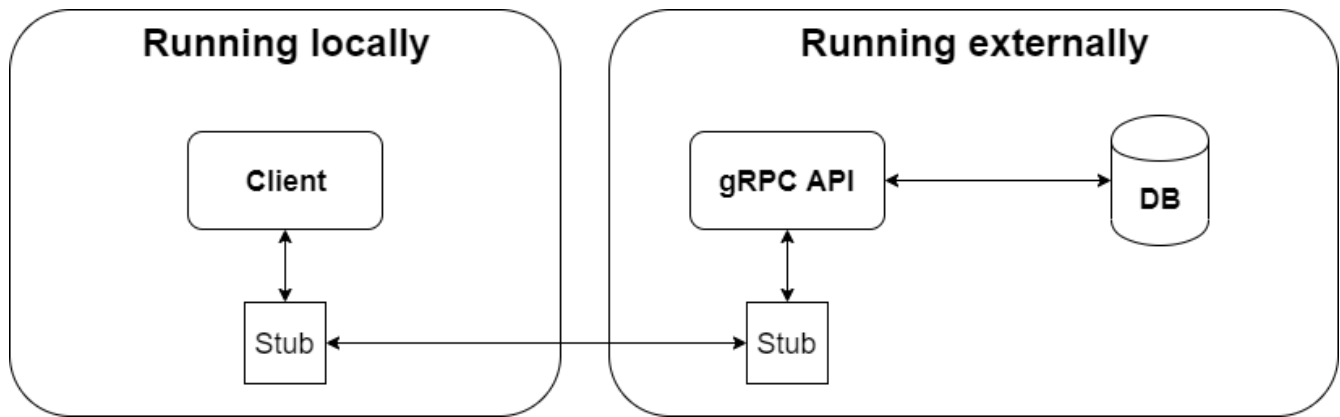 Running locally
Running externally
Client
gRPC API
DB
Stub
Stub